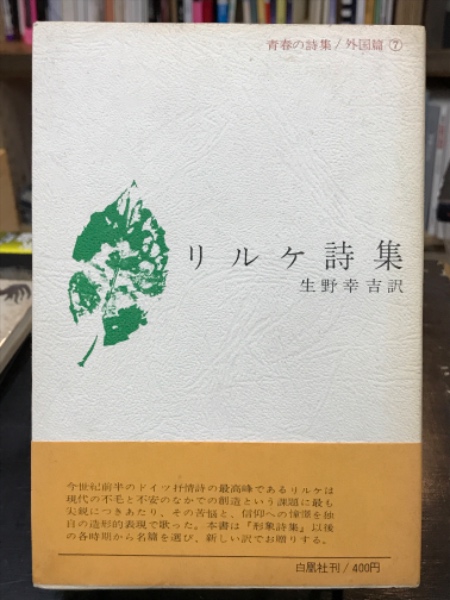 青春の詩集/外国篇⑦
リルケ詩集
生野幸吉訳
今世紀前半のドイツ抒情詩の最高峰であるリルケは
現代の不毛と不安のなかでの創造という課題に最も
尖鋭につきあたり、その苦悩と、信仰への憧憬を独
自の造形的表現で歌った。本書は『形象詩集』以後
の各時期から名篇を選び、新しい訳でお贈りする。
白凰社刊/400円